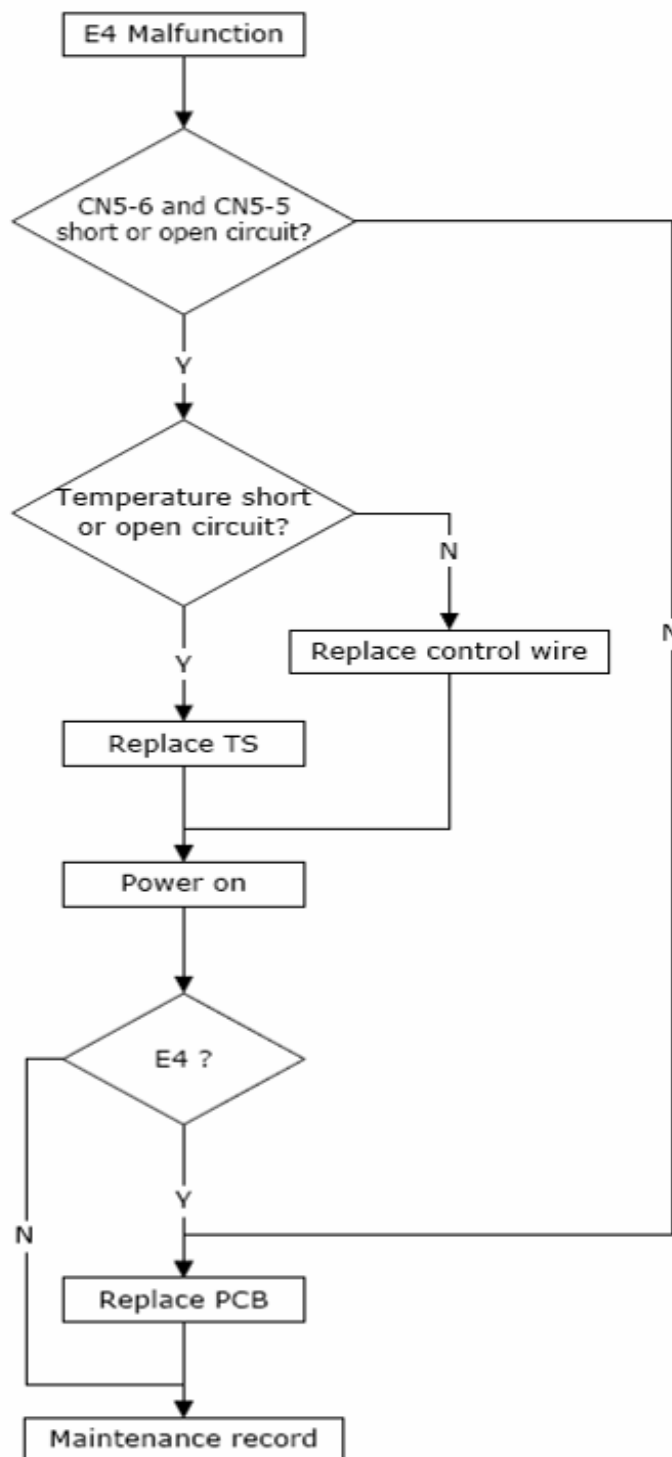 E4 Malfunction
CN5-6 and CN5-5
short or open circuit?
Y
Temperature short
or open circuit?
N
N
Replace control wire
Y
Replace TS
Power on
E4 ?
Y
N
Replace PCB
Maintenance record